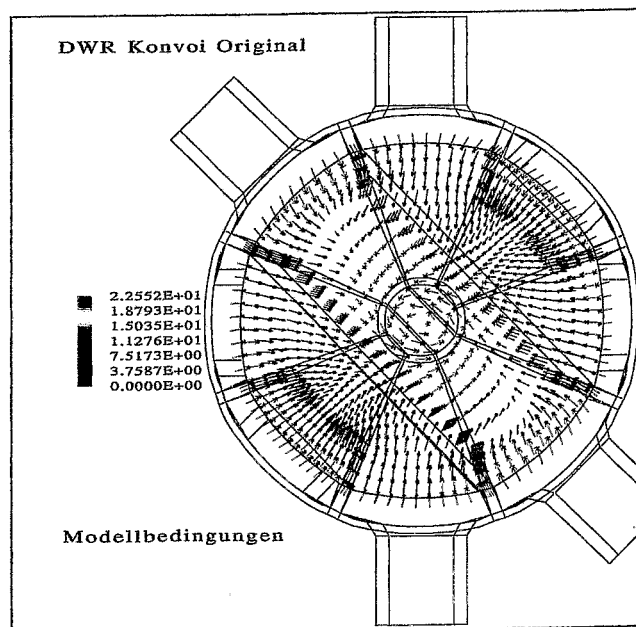 DWR Konvoi Original
2.2552E+01
1.8793E+01
1.5035E+01
1.1276E+01
7.5173E+00
3.7587E+00
0.0000E+00
Modellbedingungen